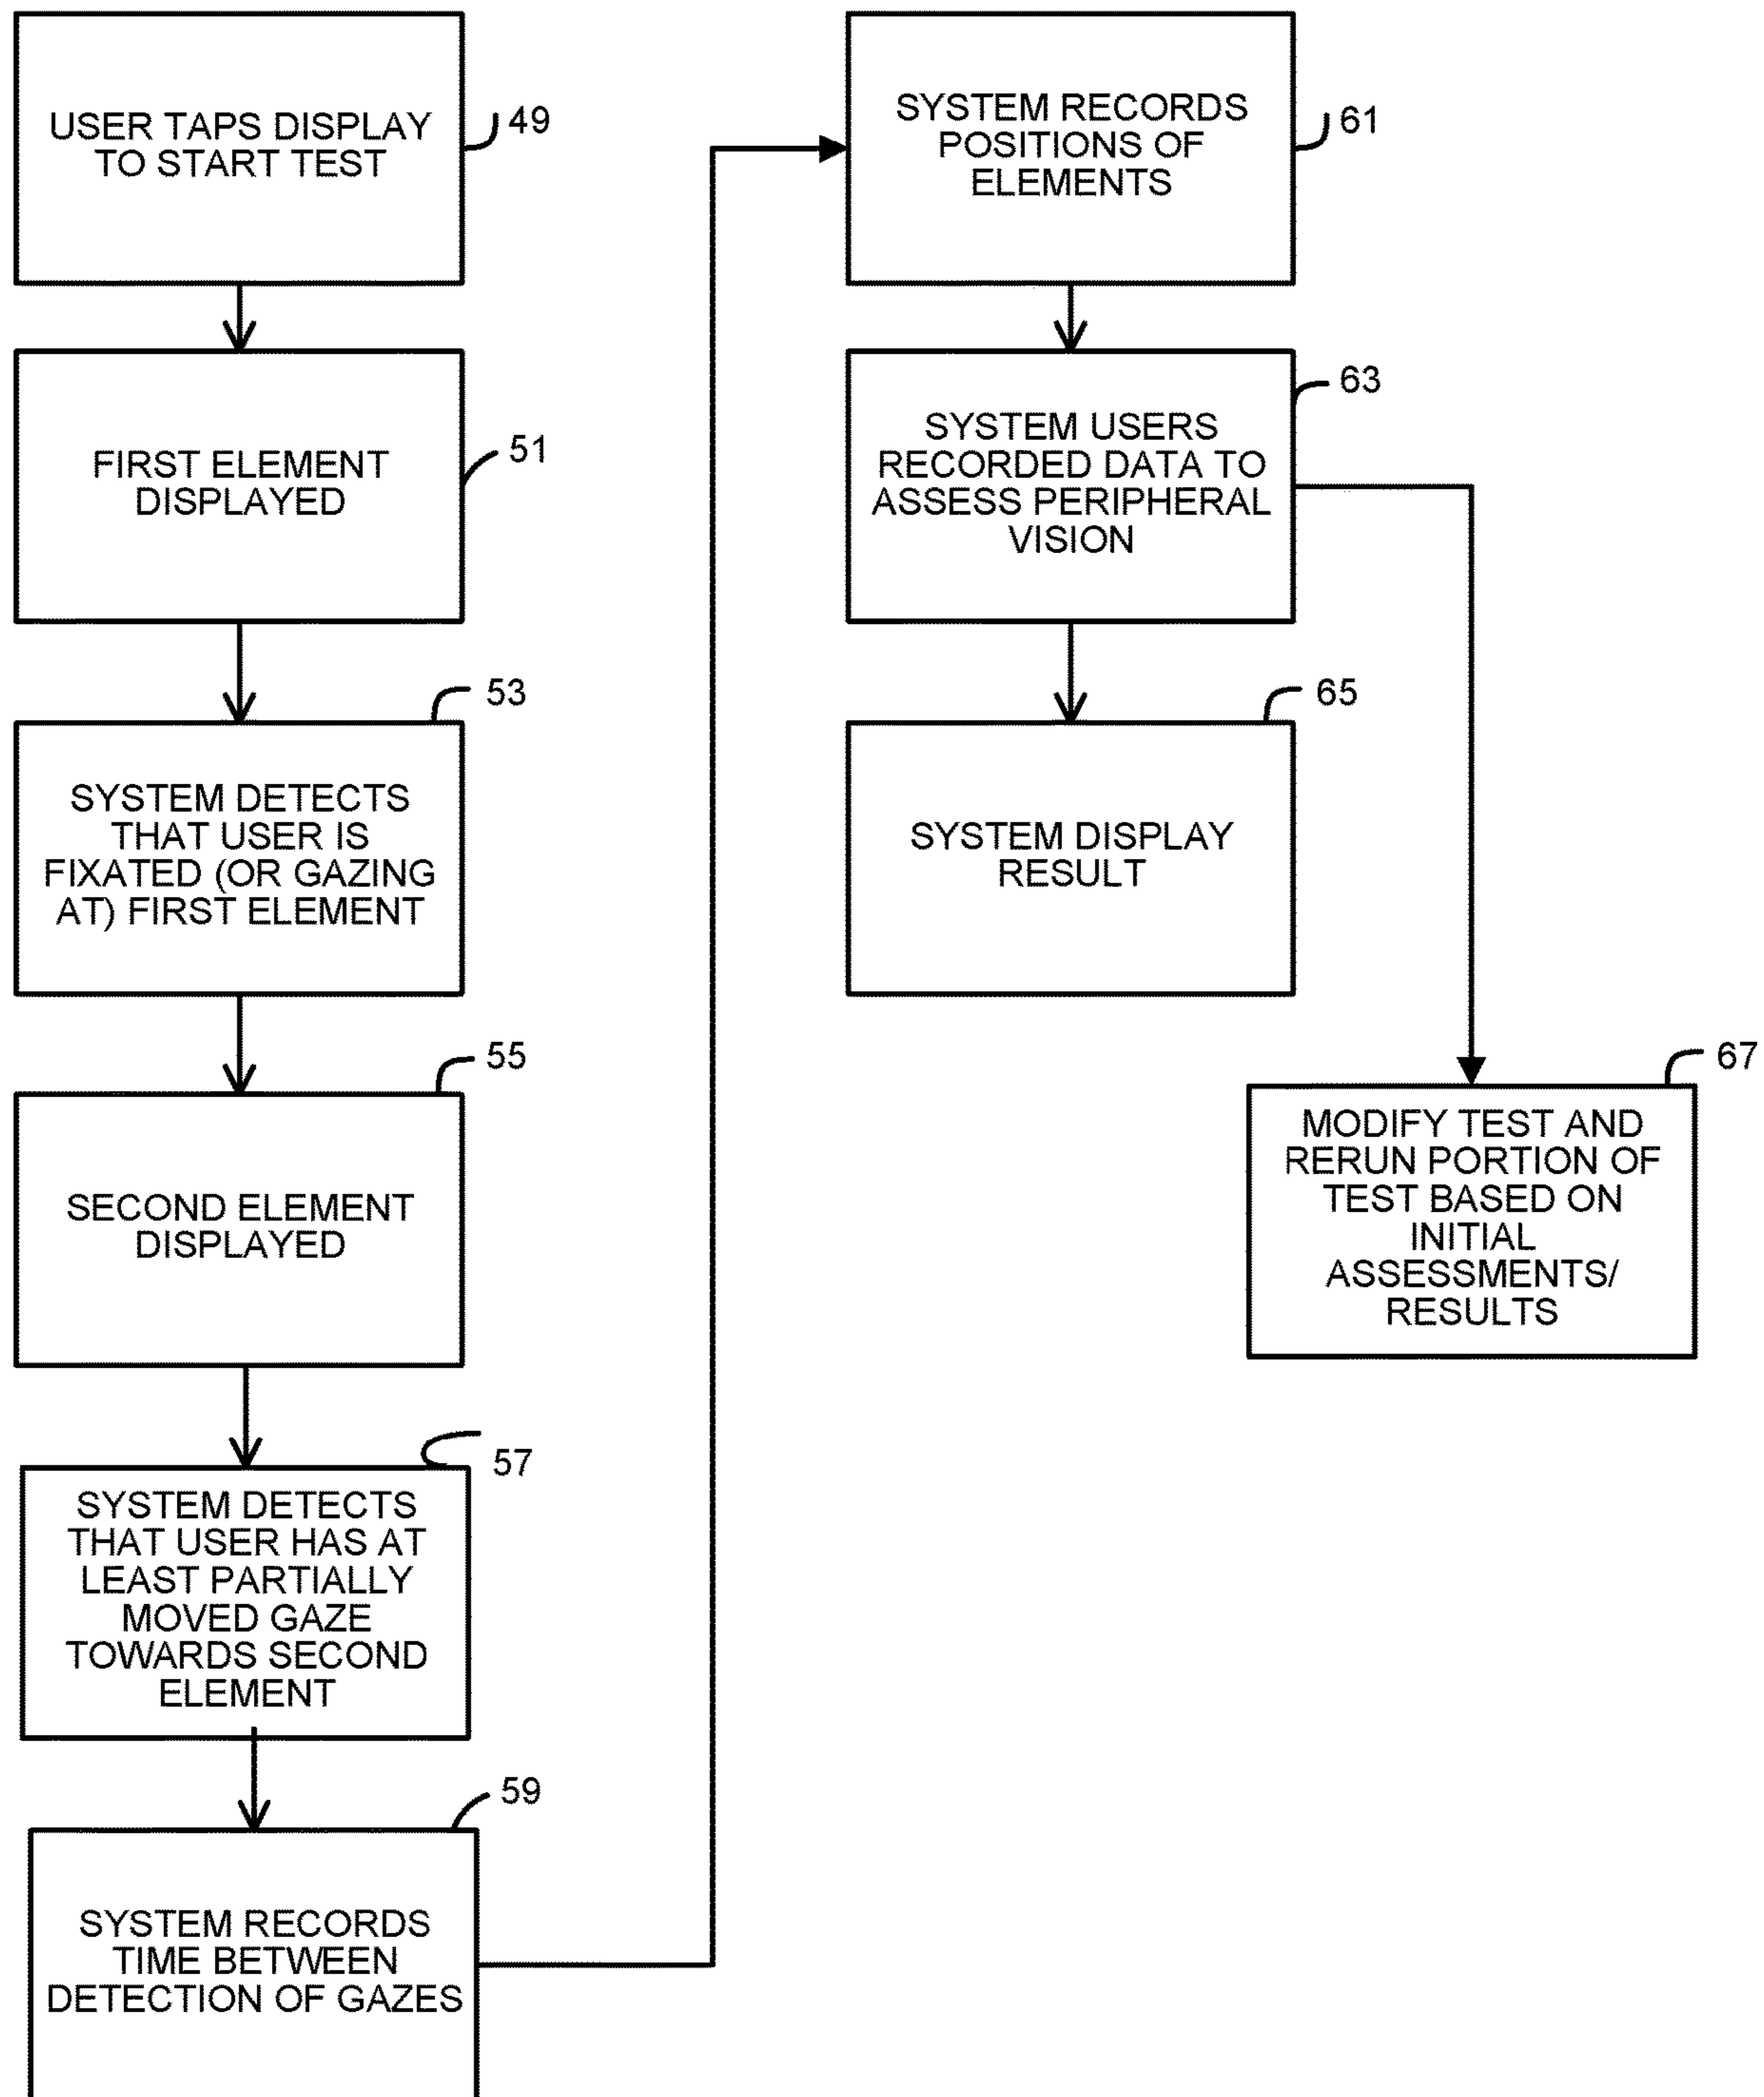 USER TAPS DISPLAY
TO START TEST
49
FIRST ELEMENT
DISPLAYED
51
53
SYSTEM DETECTS
THAT USER IS
FIXATED (OR GAZING
AT) FIRST ELEMENT
55
SECOND ELEMENT
DISPLAYED
57
SYSTEM DETECTS
THAT USER HAS AT
LEAST PARTIALLY
MOVED GAZE
TOWARDS SECOND
ELEMENT
59
SYSTEM RECORDS
TIME BETWEEN
DETECTION OF GAZES
SYSTEM RECORDS
POSITIONS OF
ELEMENTS
61
63
SYSTEM USERS
RECORDED DATA TO
ASSESS PERIPHERAL
VISION
65
SYSTEM DISPLAY
RESULT
67
MODIFY TEST AND
RERUN PORTION OF
TEST BASED ON
INITIAL
ASSESSMENTS/
RESULTS